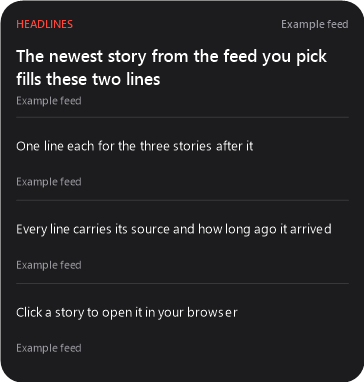 HEADLINES Example feed
The newest story from the feed you pick
fills these two lines
Example feed
One line each for the three stories after it
Example feed
Every line carries its source and how long ago it arrived
Example feed
Click a story to open it in your browser
Example feed